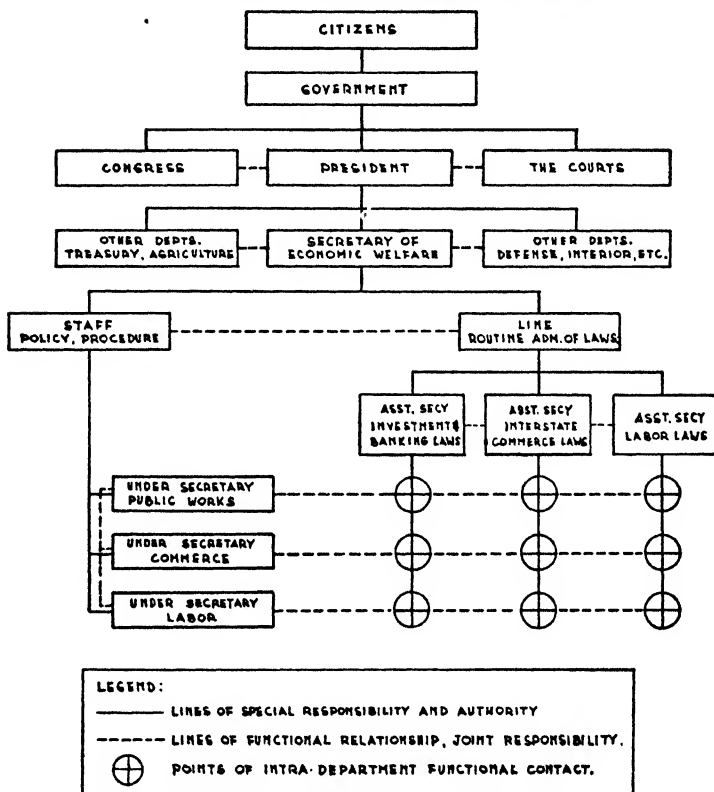 CITIZENS
GOVERNMENT
CONGRESS
PRESIDENT
THE COURTS
OTHER DEPTS.
TREASURY, AGRICULTURE
SECRETARY OF
ECONOMIC WELFARE
OTHER DEPTS.
DEFENSE, INTERIOR, ETC.
STAFF
POLICY, PROCEDURE
LINE
ROUTINE ADM. OF LAWS
ASST. SECY
INVESTMENT &
BANKING LAWS
ASST. SECY
INTERSTATE
COMMERCE LAWS
ASST. SECY
LABOR LAWS
UNDER SECRETARY
PUBLIC WORKS
UNDER SECRETARY
COMMERCE
UNDER SECRETARY
LABOR
LEGEND:
LINES OF SPECIAL RESPONSIBILITY AND AUTHORITY
LINES OF FUNCTIONAL RELATIONSHIP, JOINT RESPONSIBILITY.
POINTS OF INTRA-DEPARTMENT FUNCTIONAL CONTACT.